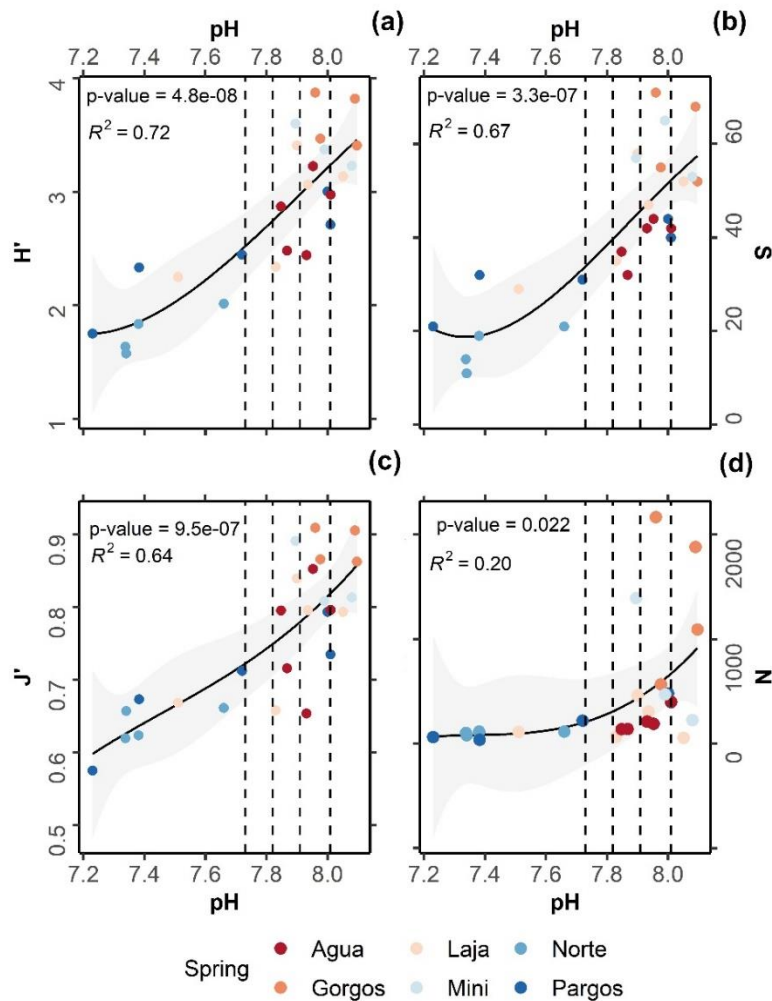 pH (a) pH (b)
7.2 7.4 7.6 7.8 8.0 7.2 7.4 7.6 7.8 8.0
4 3 2 1
H'
p-value = 4.8e-08
R² = 0.72
p-value = 3.3e-07
R² = 0.67
60 40 20 0
S
(c) (d)
0.9 0.8 0.7 0.6 0.5
J'
p-value = 9.5e-07
R² = 0.64
p-value = 0.022
R² = 0.20
2000 1000 0
N
7.2 7.4 7.6 7.8 8.0 7.2 7.4 7.6 7.8 8.0
pH pH
Spring
Agua Laja Norte
Gorgos Mini Pargos